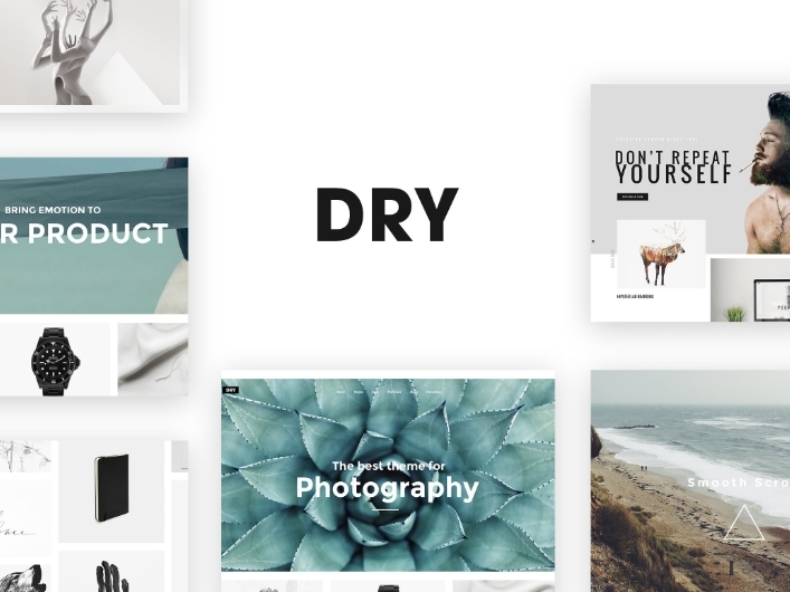 DRY
BRING EMOTION TO
R PRODUCT
DON'T REPEAT
YOURSELF
DRY
The best theme for
Photography
Smooth Scro